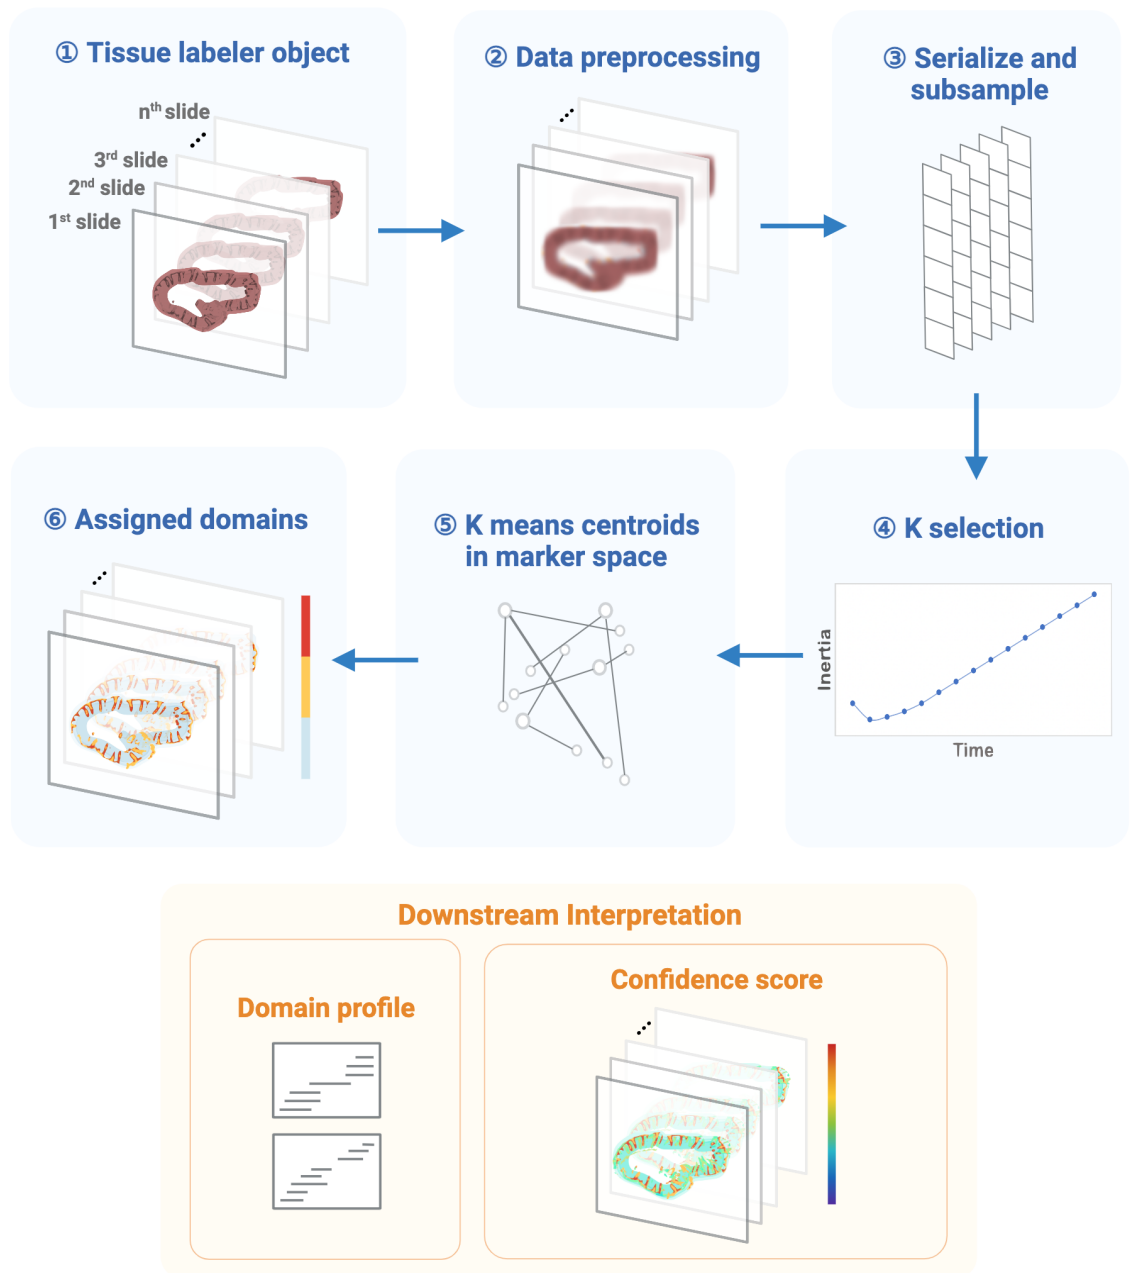 ① Tissue labeler object
nth slide
3rd slide
2nd slide
1st slide
② Data preprocessing
③ Serialize and
subsample
④ K selection
Inertia
Time
⑤ K means centroids
in marker space
⑥ Assigned domains
Downstream Interpretation
Domain profile
Confidence score